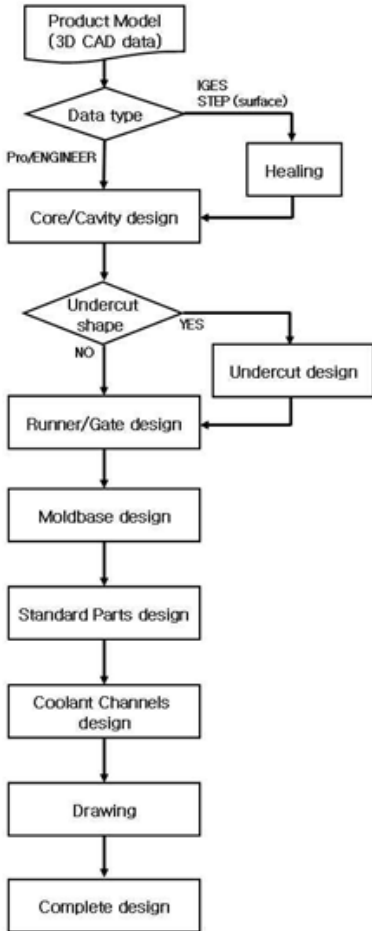 Product Model
(3D CAD data)
IGES
STEP (surface)
Data type
Pro/ENGINEER
Healing
Core/Cavity design
Undercut
shape
YES
NO
Undercut design
Runner/Gate design
Moldbase design
Standard Parts design
Coolant Channels
design
Drawing
Complete design